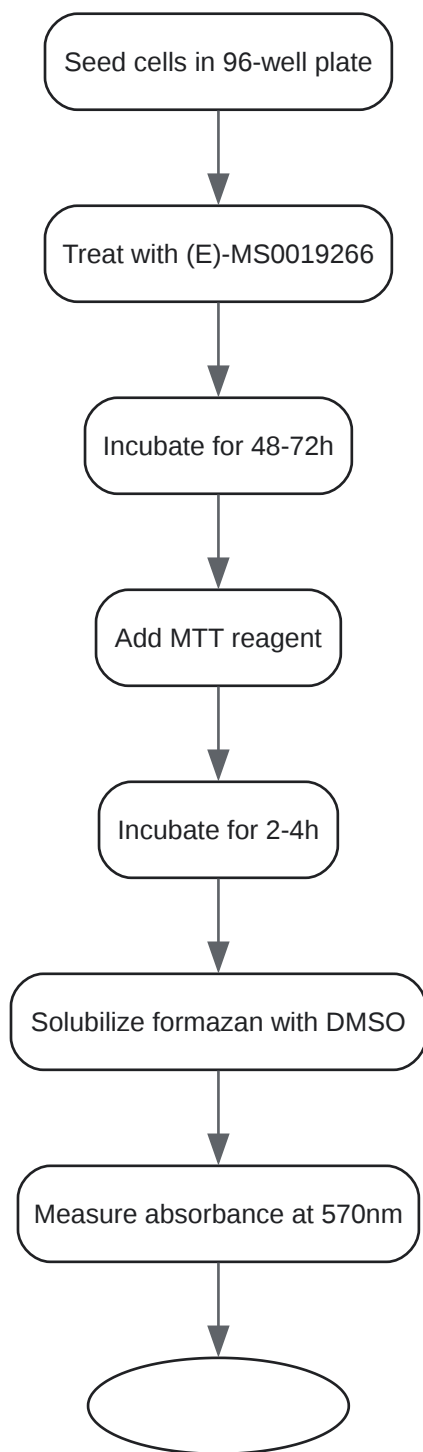 Seed cells in 96-well plate
Treat with (E)-MS0019266
Incubate for 48-72h
Add MTT reagent
Incubate for 2-4h
Solubilize formazan with DMSO
Measure absorbance at 570nm